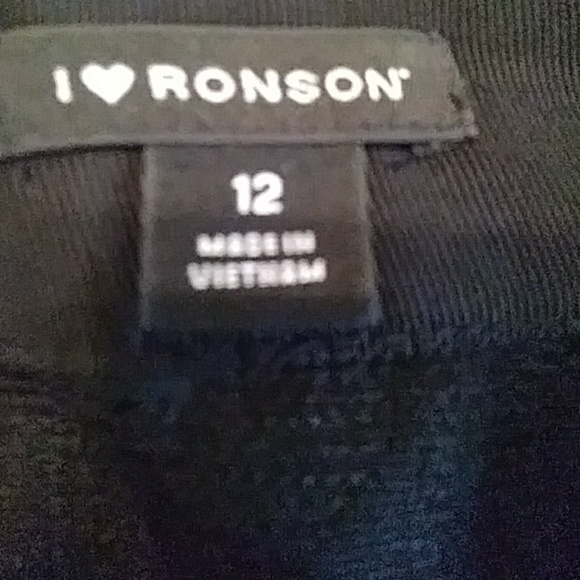 I ♥ RONSON
12
MADE IN
VIETNAM